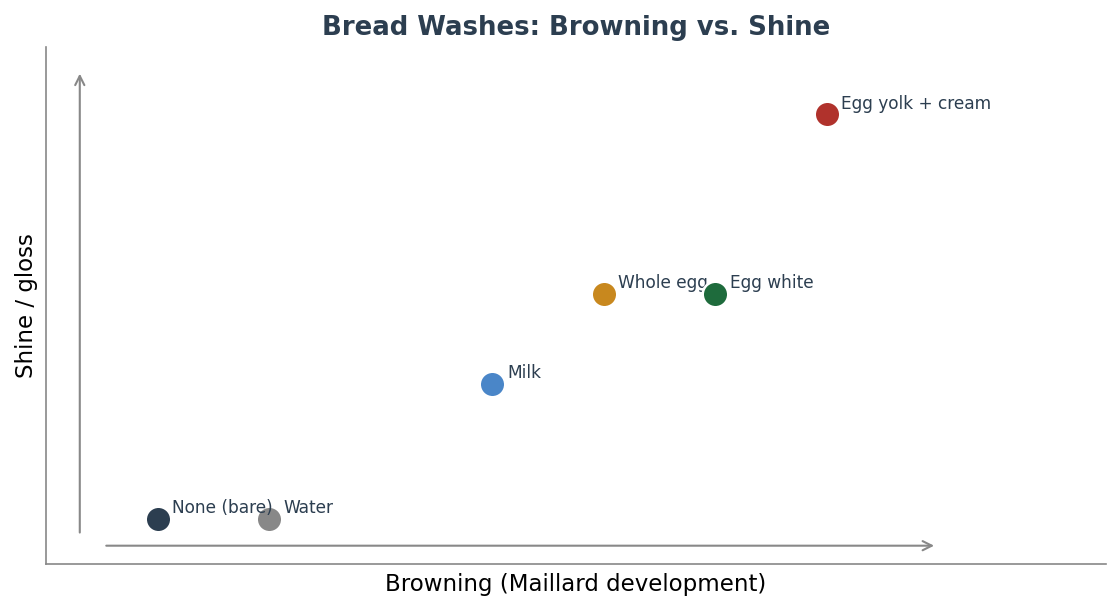 Bread Washes: Browning vs. Shine
Egg yolk + cream
Whole egg
Egg white
Milk
None (bare)
Water
Shine / gloss
Browning (Maillard development)